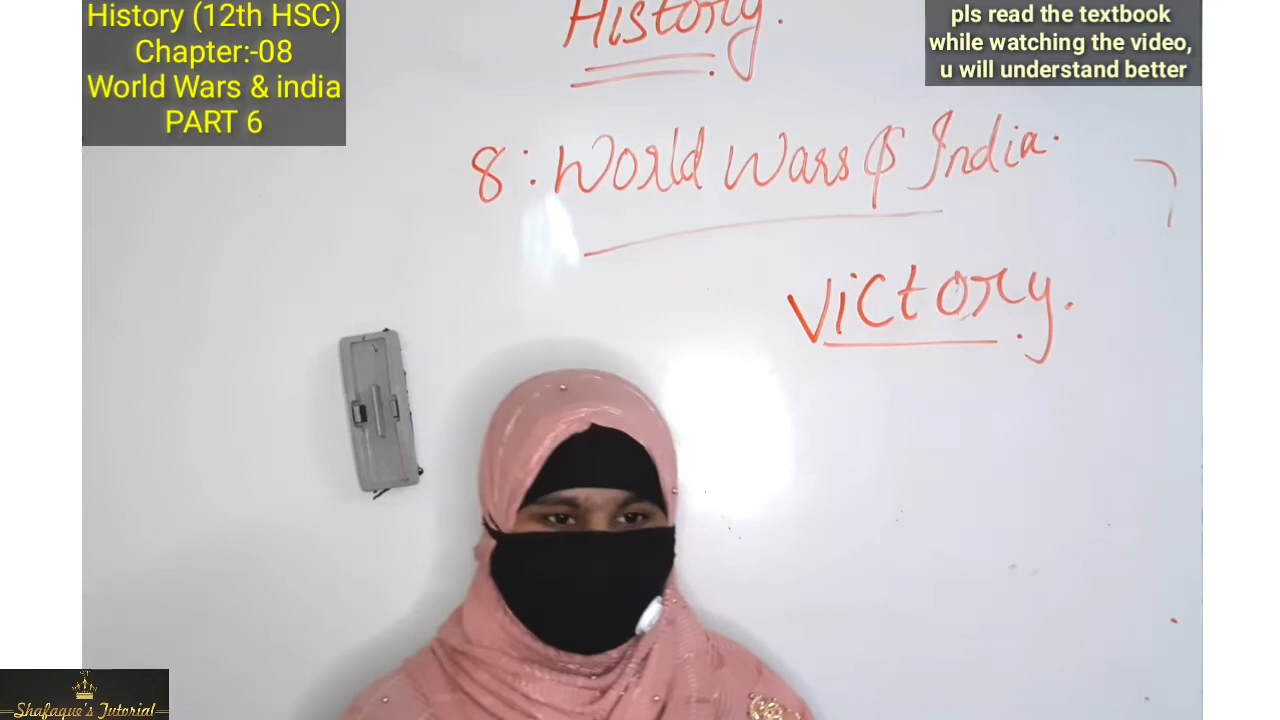 History (12th HSC)
Chapter:-08
World Wars & india
PART 6
pls read the textbook
while watching the video,
u will understand better
History.
8: World Wars & India.
Victory.
Shafaque's Tutorial